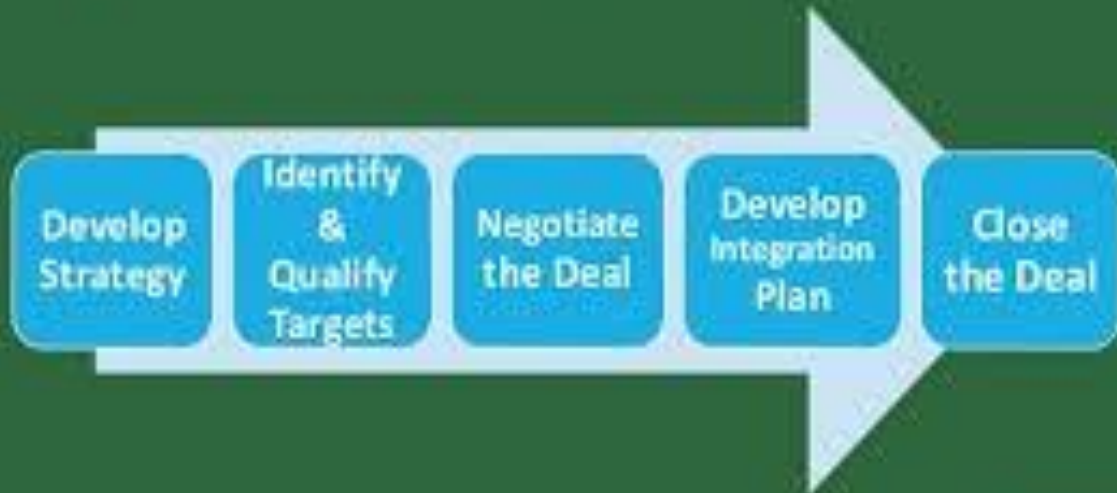 Develop
Strategy
Identify
&
Qualify
Targets
Negotiate
the Deal
Develop
Integration
Plan
Close
the Deal